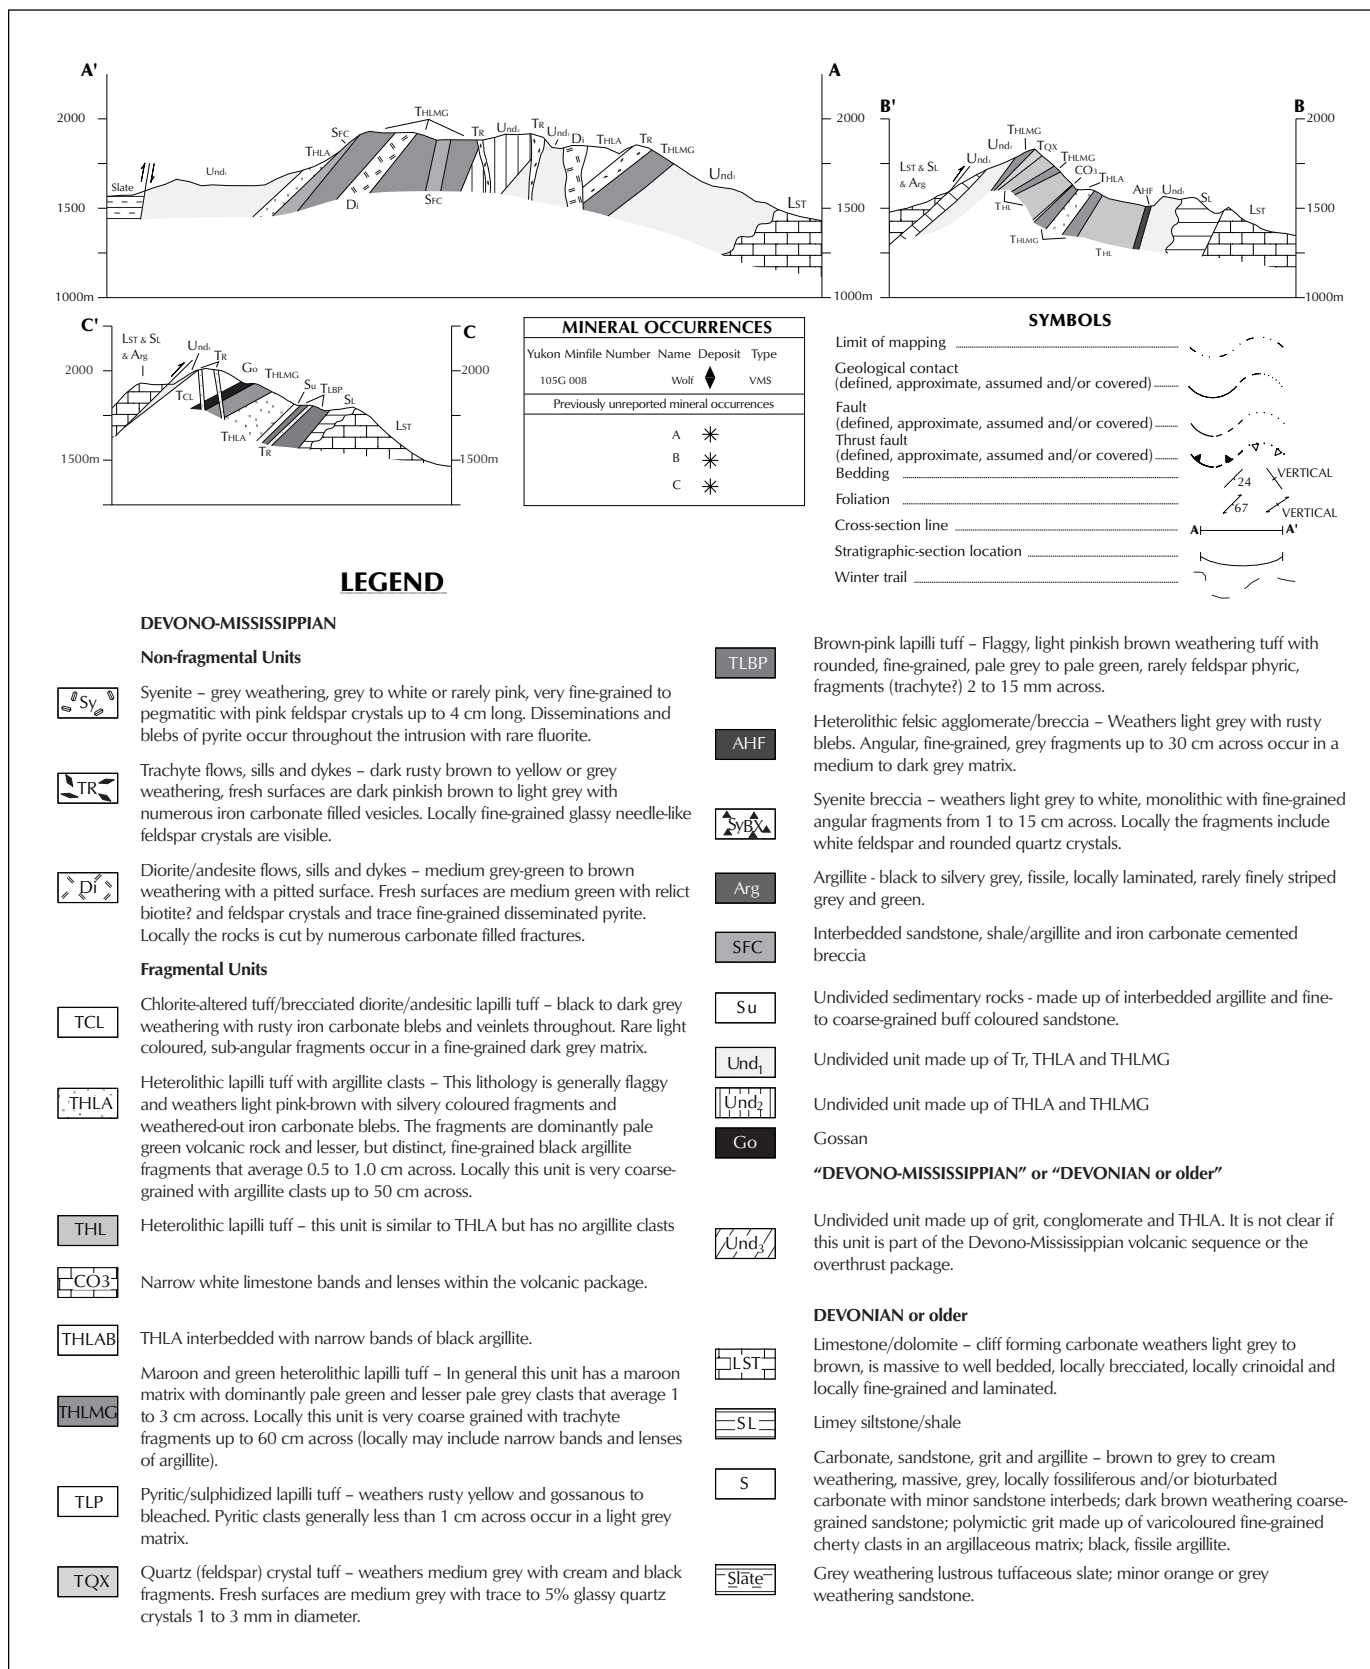 A'
A
B'
B
2000
2000
2000
1500
1500
1500
1000m
1000m
1000m
Slate
Und₁
THLA
SFC
THLMG
Di
SFC
TR
Und₂
TR
Und₁
Di
THLA
TR
THLMG
Und₁
LST
LST & SL
& Arg
Und₃
Und₁
THLMG
TQX
THLMG
CO3
THLA
AHF
Und₁
SL
LST
THL
THLMG
THL
C'
C
2000
2000
1500m
1500m
LST & SL
& Arg
TR
Go
THLMG
Su
TLBP
SL
LST
TCL
THLA
TR
MINERAL OCCURRENCES
Yukon Minfile Number Name Deposit Type
105G 008 Wolf VMS
Previously unreported mineral occurrences
A
B
C
SYMBOLS
Limit of mapping
Geological contact
(defined, approximate, assumed and/or covered)
Fault
(defined, approximate, assumed and/or covered)
Thrust fault
(defined, approximate, assumed and/or covered)
Bedding 24 VERTICAL
Foliation 67 VERTICAL
Cross-section line A A'
Stratigraphic-section location
Winter trail
LEGEND
DEVONO-MISSISSIPPIAN
Non-fragmental Units
Sy
Syenite – grey weathering, grey to white or rarely pink, very fine-grained to
pegmatitic with pink feldspar crystals up to 4 cm long. Disseminations and
blebs of pyrite occur throughout the intrusion with rare fluorite.
TR
Trachyte flows, sills and dykes – dark rusty brown to yellow or grey
weathering, fresh surfaces are dark pinkish brown to light grey with
numerous iron carbonate filled vesicles. Locally fine-grained glassy needle-like
feldspar crystals are visible.
Di
Diorite/andesite flows, sills and dykes – medium grey-green to brown
weathering with a pitted surface. Fresh surfaces are medium green with relict
biotite? and feldspar crystals and trace fine-grained disseminated pyrite.
Locally the rocks is cut by numerous carbonate filled fractures.
Fragmental Units
TCL
Chlorite-altered tuff/brecciated diorite/andesitic lapilli tuff – black to dark grey
weathering with rusty iron carbonate blebs and veinlets throughout. Rare light
coloured, sub-angular fragments occur in a fine-grained dark grey matrix.
THLA
Heterolithic lapilli tuff with argillite clasts – This lithology is generally flaggy
and weathers light pink-brown with silvery coloured fragments and
weathered-out iron carbonate blebs. The fragments are dominantly pale
green volcanic rock and lesser, but distinct, fine-grained black argillite
fragments that average 0.5 to 1.0 cm across. Locally this unit is very coarse-
grained with argillite clasts up to 50 cm across.
THL
Heterolithic lapilli tuff – this unit is similar to THLA but has no argillite clasts
CO3
Narrow white limestone bands and lenses within the volcanic package.
THLAB
THLA interbedded with narrow bands of black argillite.
THLMG
Maroon and green heterolithic lapilli tuff – In general this unit has a maroon
matrix with dominantly pale green and lesser pale grey clasts that average 1
to 3 cm across. Locally this unit is very coarse grained with trachyte
fragments up to 60 cm across (locally may include narrow bands and lenses
of argillite).
TLP
Pyritic/sulphidized lapilli tuff – weathers rusty yellow and gossanous to
bleached. Pyritic clasts generally less than 1 cm across occur in a light grey
matrix.
TQX
Quartz (feldspar) crystal tuff – weathers medium grey with cream and black
fragments. Fresh surfaces are medium grey with trace to 5% glassy quartz
crystals 1 to 3 mm in diameter.
TLBP
Brown-pink lapilli tuff – Flaggy, light pinkish brown weathering tuff with
rounded, fine-grained, pale grey to pale green, rarely feldspar phyric,
fragments (trachyte?) 2 to 15 mm across.
AHF
Heterolithic felsic agglomerate/breccia – Weathers light grey with rusty
blebs. Angular, fine-grained, grey fragments up to 30 cm across occur in a
medium to dark grey matrix.
SyBX
Syenite breccia – weathers light grey to white, monolithic with fine-grained
angular fragments from 1 to 15 cm across. Locally the fragments include
white feldspar and rounded quartz crystals.
Arg
Argillite - black to silvery grey, fissile, locally laminated, rarely finely striped
grey and green.
SFC
Interbedded sandstone, shale/argillite and iron carbonate cemented
breccia
Su
Undivided sedimentary rocks - made up of interbedded argillite and fine-
to coarse-grained buff coloured sandstone.
Und₁
Undivided unit made up of Tr, THLA and THLMG
Und₂
Undivided unit made up of THLA and THLMG
Go
Gossan
“DEVONO-MISSISSIPPIAN” or “DEVONIAN or older”
Und₃
Undivided unit made up of grit, conglomerate and THLA. It is not clear if
this unit is part of the Devono-Mississippian volcanic sequence or the
overthrust package.
DEVONIAN or older
LST
Limestone/dolomite – cliff forming carbonate weathers light grey to
brown, is massive to well bedded, locally brecciated, locally crinoidal and
locally fine-grained and laminated.
SL
Limey siltstone/shale
S
Carbonate, sandstone, grit and argillite – brown to grey to cream
weathering, massive, grey, locally fossiliferous and/or bioturbated
carbonate with minor sandstone interbeds; dark brown weathering coarse-
grained sandstone; polymictic grit made up of varicoloured fine-grained
cherty clasts in an argillaceous matrix; black, fissile argillite.
Slate
Grey weathering lustrous tuffaceous slate; minor orange or grey
weathering sandstone.